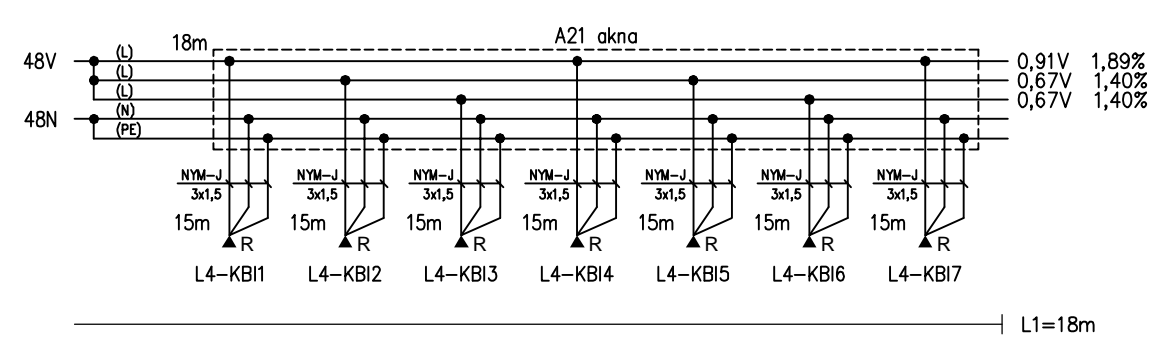 A21 akna
18m
48V (L) 0,91V 1,89%
(L) 0,67V 1,40%
(L) 0,67V 1,40%
48N (N)
(PE)
NYM-J NYM-J NYM-J NYM-J NYM-J NYM-J NYM-J
3x1,5 3x1,5 3x1,5 3x1,5 3x1,5 3x1,5 3x1,5
15m 15m 15m 15m 15m 15m 15m
R R R R R R R
L4-KBI1 L4-KBI2 L4-KBI3 L4-KBI4 L4-KBI5 L4-KBI6 L4-KBI7
L1=18m